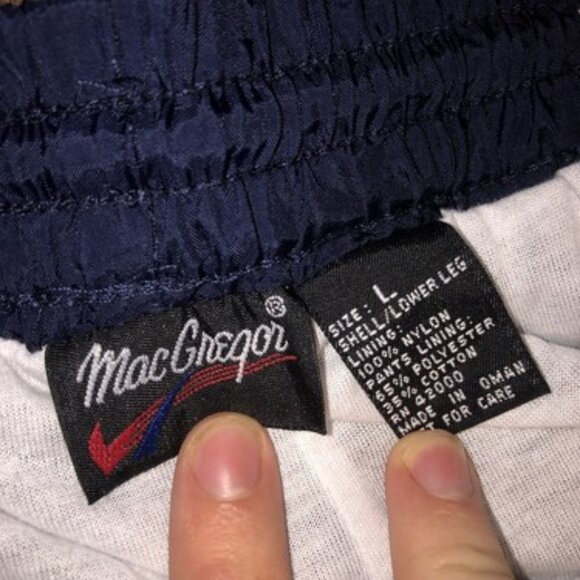 MacGregor®
SIZE: L
SHELL/LOWER LEG
LINING:
100% NYLON
PANTS LINING:
65% POLYESTER
35% COTTON
RN 62000
MADE IN OMAN
FOR CARE